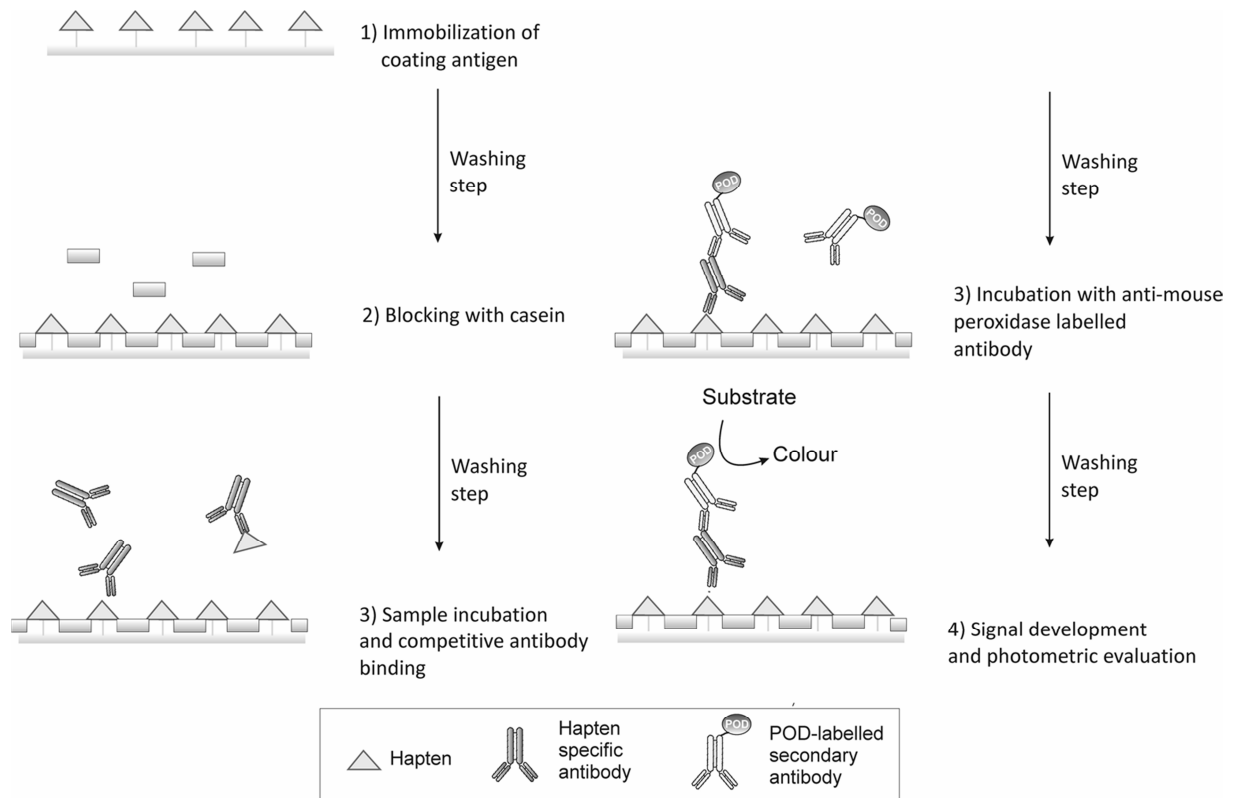 1) Immobilization of
coating antigen
Washing
step
2) Blocking with casein
Washing
step
3) Sample incubation
and competitive antibody
binding
Washing
step
POD
POD
3) Incubation with anti-mouse
peroxidase labelled
antibody
Substrate
POD
Colour
Washing
step
4) Signal development
and photometric evaluation
Hapten
Hapten
specific
antibody
POD
POD-labelled
secondary
antibody